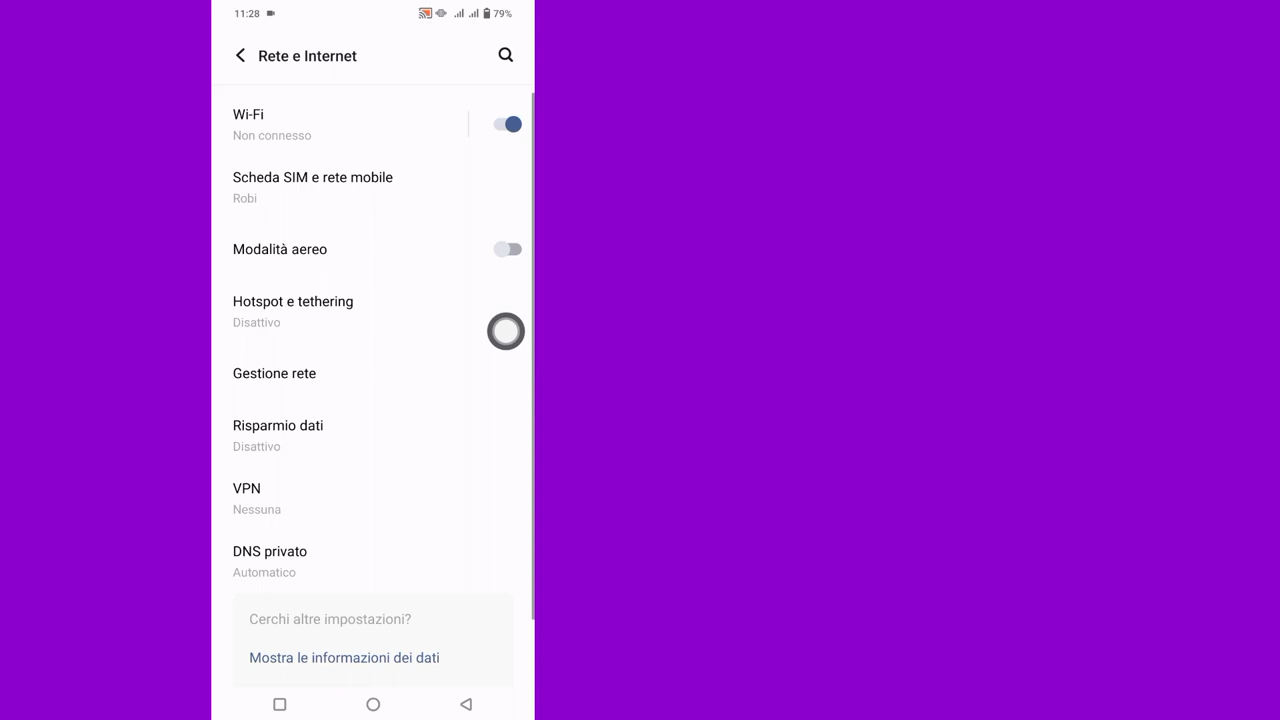 11:28
79%
Rete e Internet
Wi-Fi
Non connesso
Scheda SIM e rete mobile
Robi
Modalità aereo
Hotspot e tethering
Disattivo
Gestione rete
Risparmio dati
Disattivo
VPN
Nessuna
DNS privato
Automatico
Cerchi altre impostazioni?
Mostra le informazioni dei dati